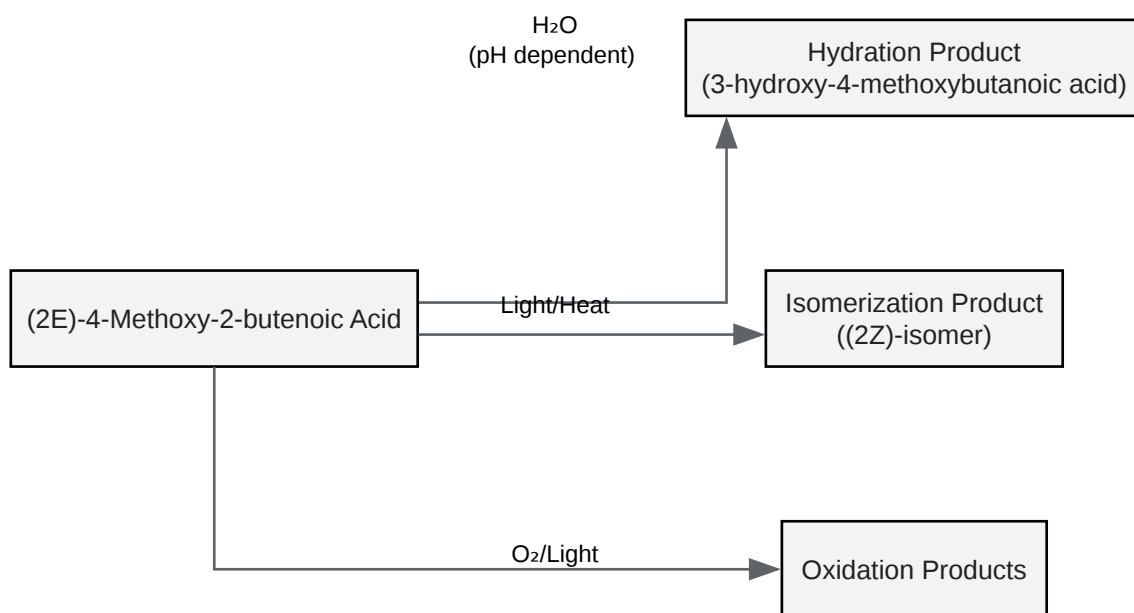 H₂O
(pH dependent)
Hydration Product
(3-hydroxy-4-methoxybutanoic acid)
(2E)-4-Methoxy-2-butenoic Acid
Light/Heat
Isomerization Product
((2Z)-isomer)
O₂/Light
Oxidation Products